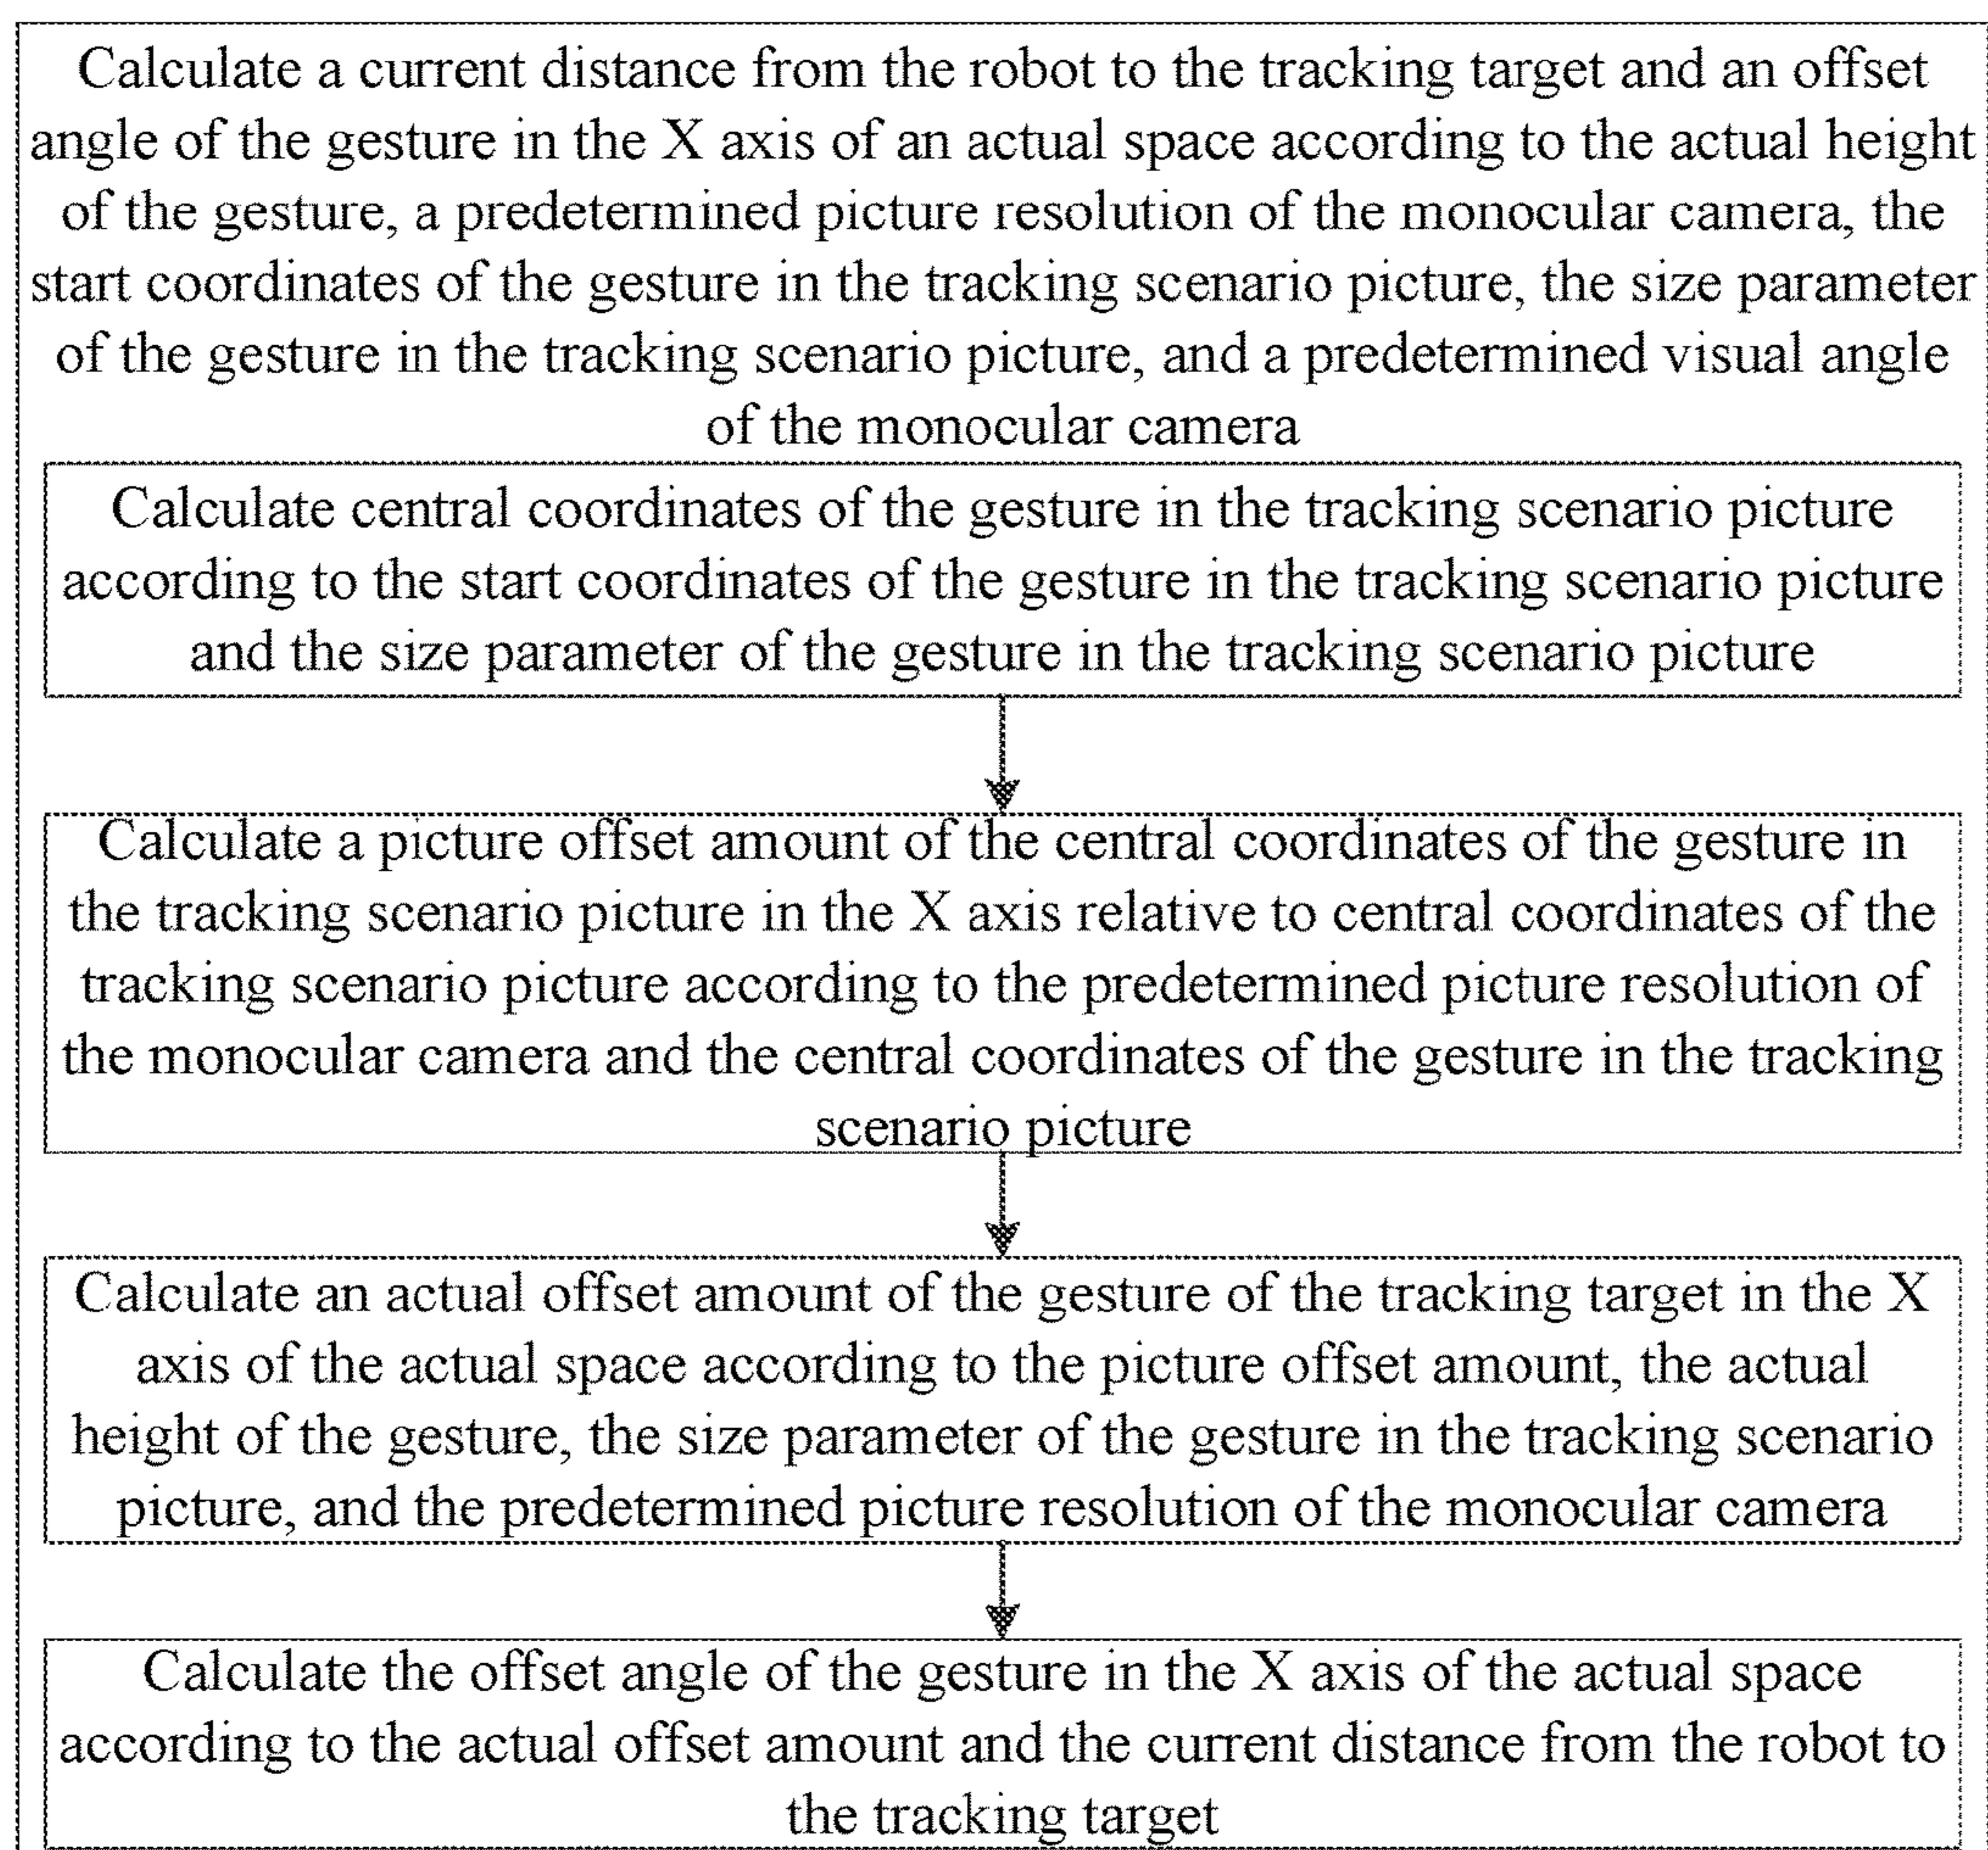 Calculate a current distance from the robot to the tracking target and an offset
angle of the gesture in the X axis of an actual space according to the actual height
of the gesture, a predetermined picture resolution of the monocular camera, the
start coordinates of the gesture in the tracking scenario picture, the size parameter
of the gesture in the tracking scenario picture, and a predetermined visual angle
of the monocular camera
Calculate central coordinates of the gesture in the tracking scenario picture
according to the start coordinates of the gesture in the tracking scenario picture
and the size parameter of the gesture in the tracking scenario picture
Calculate a picture offset amount of the central coordinates of the gesture in
the tracking scenario picture in the X axis relative to central coordinates of the
tracking scenario picture according to the predetermined picture resolution of
the monocular camera and the central coordinates of the gesture in the tracking
scenario picture
Calculate an actual offset amount of the gesture of the tracking target in the X
axis of the actual space according to the picture offset amount, the actual
height of the gesture, the size parameter of the gesture in the tracking scenario
picture, and the predetermined picture resolution of the monocular camera
Calculate the offset angle of the gesture in the X axis of the actual space
according to the actual offset amount and the current distance from the robot to
the tracking target